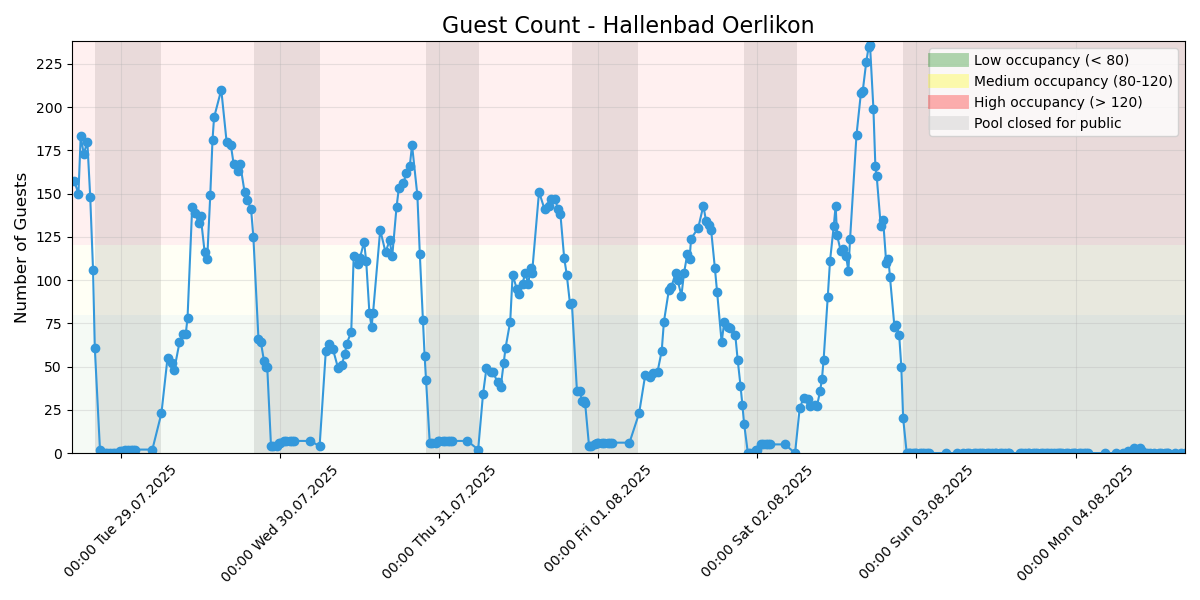 Guest Count - Hallenbad Oerlikon
Number of Guests
225
200
175
150
125
100
75
50
25
0
Low occupancy (< 80)
Medium occupancy (80-120)
High occupancy (> 120)
Pool closed for public
00:00 Tue 29.07.2025
00:00 Wed 30.07.2025
00:00 Thu 31.07.2025
00:00 Fri 01.08.2025
00:00 Sat 02.08.2025
00:00 Sun 03.08.2025
00:00 Mon 04.08.2025